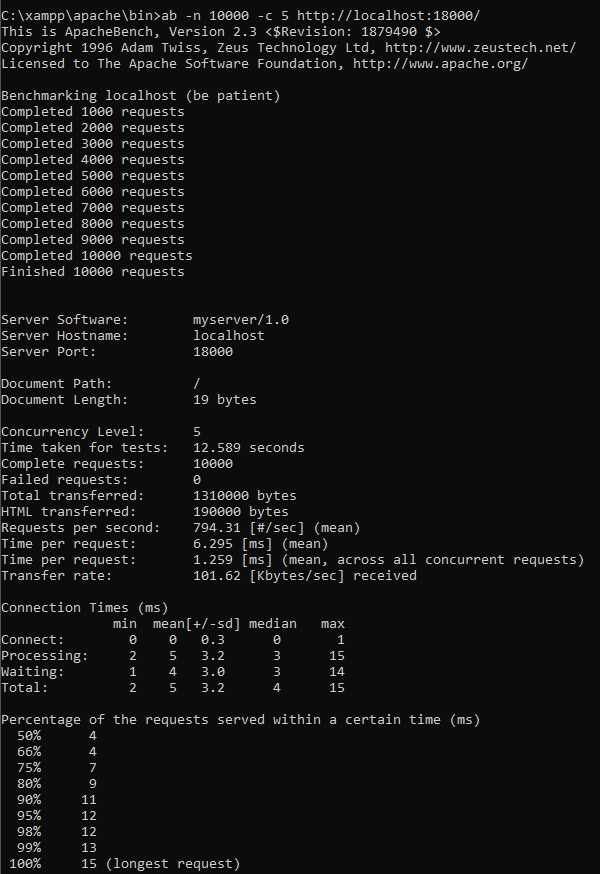 C:\xampp\apache\bin>ab -n 10000 -c 5 http://localhost:18000/
This is ApacheBench, Version 2.3 <$Revision: 1879490 $>
Copyright 1996 Adam Twiss, Zeus Technology Ltd, http://www.zeustech.net/
Licensed to The Apache Software Foundation, http://www.apache.org/

Benchmarking localhost (be patient)
Completed 1000 requests
Completed 2000 requests
Completed 3000 requests
Completed 4000 requests
Completed 5000 requests
Completed 6000 requests
Completed 7000 requests
Completed 8000 requests
Completed 9000 requests
Completed 10000 requests
Finished 10000 requests


Server Software:        myserver/1.0
Server Hostname:        localhost
Server Port:            18000

Document Path:          /
Document Length:        19 bytes

Concurrency Level:      5
Time taken for tests:   12.589 seconds
Complete requests:      10000
Failed requests:        0
Total transferred:      1310000 bytes
HTML transferred:       190000 bytes
Requests per second:    794.31 [#/sec] (mean)
Time per request:       6.295 [ms] (mean)
Time per request:       1.259 [ms] (mean, across all concurrent requests)
Transfer rate:          101.62 [Kbytes/sec] received

Connection Times (ms)
              min  mean[+/-sd] median   max
Connect:        0    0   0.3      0       1
Processing:     2    5   3.2      3      15
Waiting:        1    4   3.0      3      14
Total:          2    5   3.2      4      15

Percentage of the requests served within a certain time (ms)
  50%      4
  66%      4
  75%      7
  80%      9
  90%     11
  95%     12
  98%     12
  99%     13
 100%     15 (longest request)